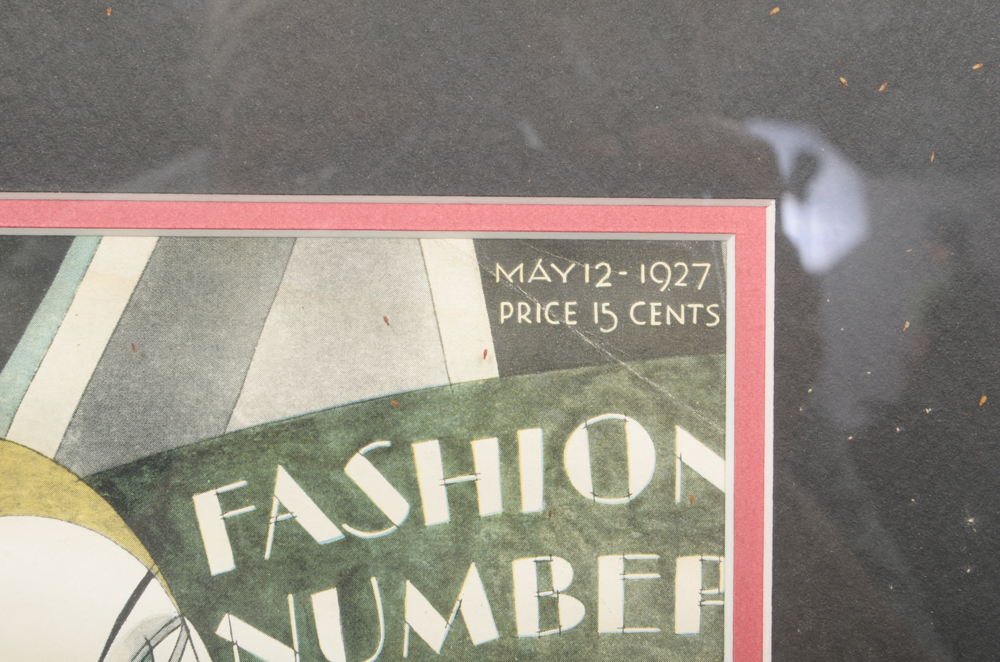 MAY 12 - 1927
PRICE 15 CENTS
FASHION
NUMBER